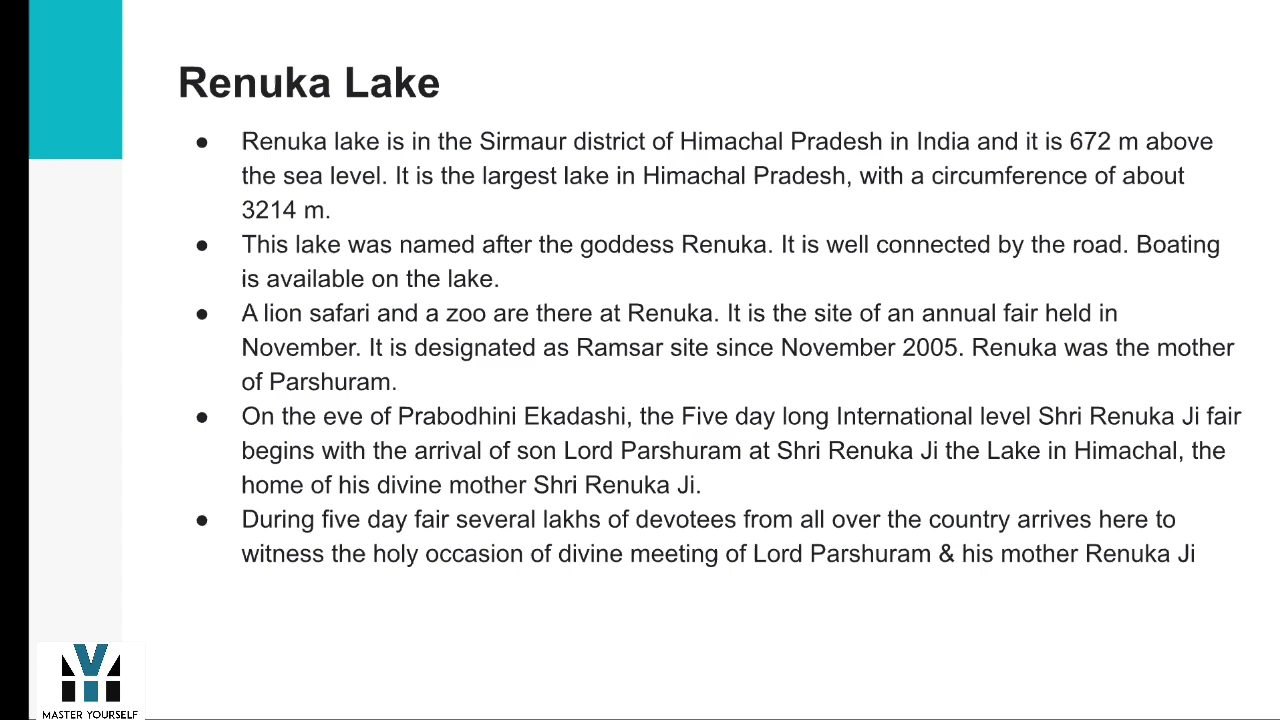 Renuka Lake
● Renuka lake is in the Sirmaur district of Himachal Pradesh in India and it is 672 m above
the sea level. It is the largest lake in Himachal Pradesh, with a circumference of about
3214 m.
● This lake was named after the goddess Renuka. It is well connected by the road. Boating
is available on the lake.
● A lion safari and a zoo are there at Renuka. It is the site of an annual fair held in
November. It is designated as Ramsar site since November 2005. Renuka was the mother
of Parshuram.
● On the eve of Prabodhini Ekadashi, the Five day long International level Shri Renuka Ji fair
begins with the arrival of son Lord Parshuram at Shri Renuka Ji the Lake in Himachal, the
home of his divine mother Shri Renuka Ji.
● During five day fair several lakhs of devotees from all over the country arrives here to
witness the holy occasion of divine meeting of Lord Parshuram & his mother Renuka Ji
MASTER YOURSELF